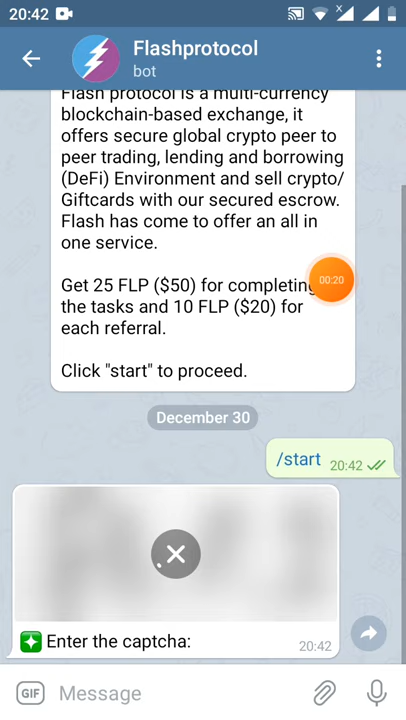 20:42
Flashprotocol
bot
Flash protocol is a multi-currency
blockchain-based exchange, it
offers secure global crypto peer to
peer trading, lending and borrowing
(DeFi) Environment and sell crypto/
Giftcards with our secured escrow.
Flash has come to offer an all in
one service.
Get 25 FLP ($50) for completing
00:20
the tasks and 10 FLP ($20) for
each referral.
Click "start" to proceed.
December 30
/start 20:42
Enter the captcha: 20:42
GIF Message